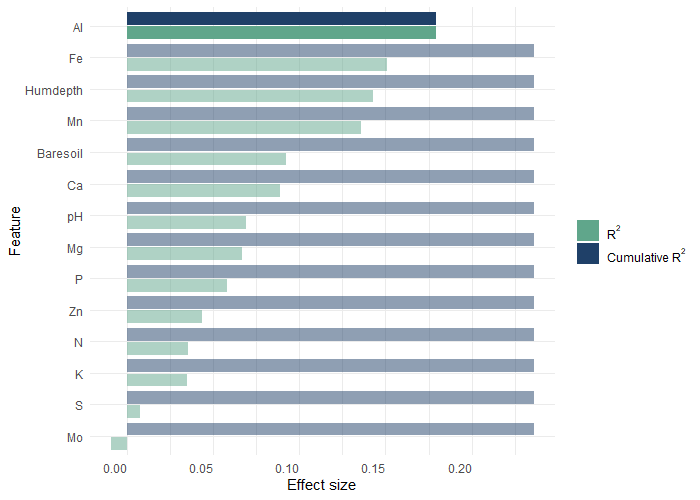 Al
Fe
Humdepth
Mn
Baresoil
Ca
pH
Mg
P
Zn
N
K
S
Mo
Feature
0.00 0.05 0.10 0.15 0.20
Effect size
R²
Cumulative R²